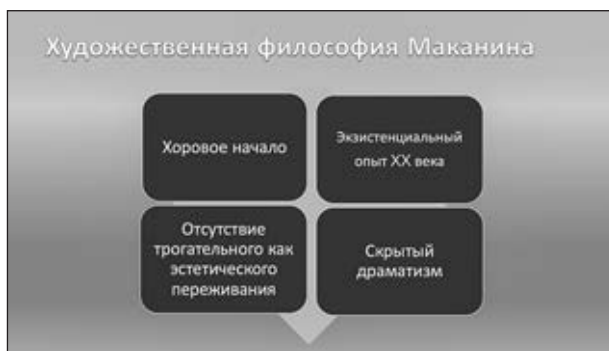 Художественная философия Маканина
Хоровое начало
Экзистенциальный
опыт XX века
Отсутствие
трогательного как
эстетического
переживания
Скрытый
драматизм